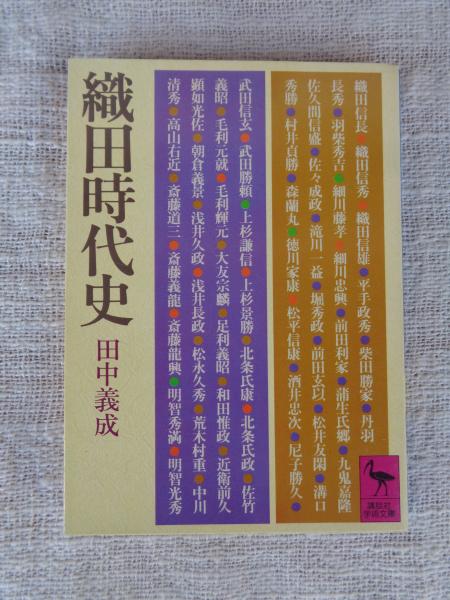 織田時代史
田中義成
織田信長●織田信秀●織田信雄●平手政秀●柴田勝家●丹羽
長秀●羽柴秀吉●細川藤孝●細川忠興●前田利家●蒲生氏郷●九鬼嘉隆
佐久間信盛●佐々成政●滝川一益●堀秀政●前田玄以●松井友閑●溝口
秀勝●村井貞勝●森蘭丸●徳川家康●松平信康●酒井忠次●尼子勝久●
武田信玄●武田勝頼●上杉謙信●上杉景勝●北条氏康●北条氏政●佐竹
義昭●毛利元就●毛利輝元●大友宗麟●足利義昭●和田惟政●近衛前久
顕如光佐●朝倉義景●浅井久政●浅井長政●松永久秀●荒木村重●中川
清秀●高山右近●斎藤道三●斎藤義龍●斎藤龍興●明智秀満●明智光秀
講談社
学術文庫